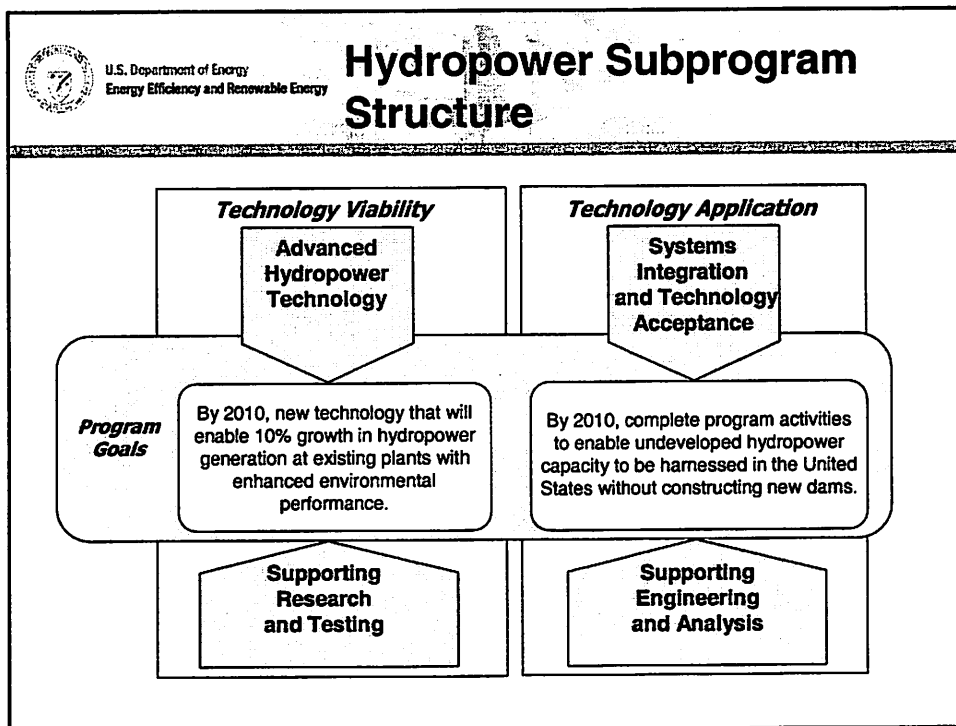 U.S. Department of Energy
Energy Efficiency and Renewable Energy
Hydropower Subprogram
Structure
Technology Viability
Advanced
Hydropower
Technology
Technology Application
Systems
Integration
and Technology
Acceptance
Program
Goals
By 2010, new technology that will
enable 10% growth in hydropower
generation at existing plants with
enhanced environmental
performance.
By 2010, complete program activities
to enable undeveloped hydropower
capacity to be harnessed in the United
States without constructing new dams.
Supporting
Research
and Testing
Supporting
Engineering
and Analysis